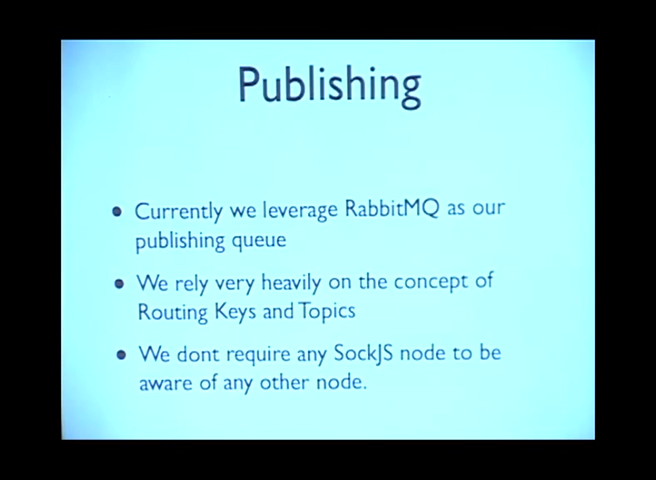 Publishing
• Currently we leverage RabbitMQ as our
publishing queue
• We rely very heavily on the concept of
Routing Keys and Topics
• We dont require any SockJS node to be
aware of any other node.